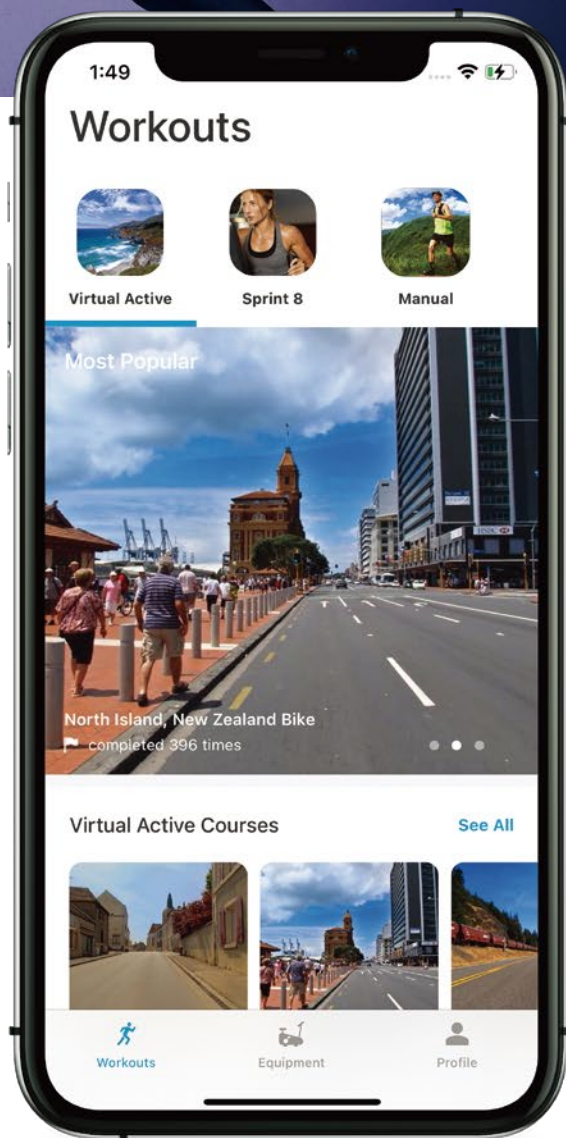 1:49
Workouts
Virtual Active
Sprint 8
Manual
Most Popular
HSBC
North Island, New Zealand Bike
completed 396 times
Virtual Active Courses
See All
Workouts
Equipment
Profile